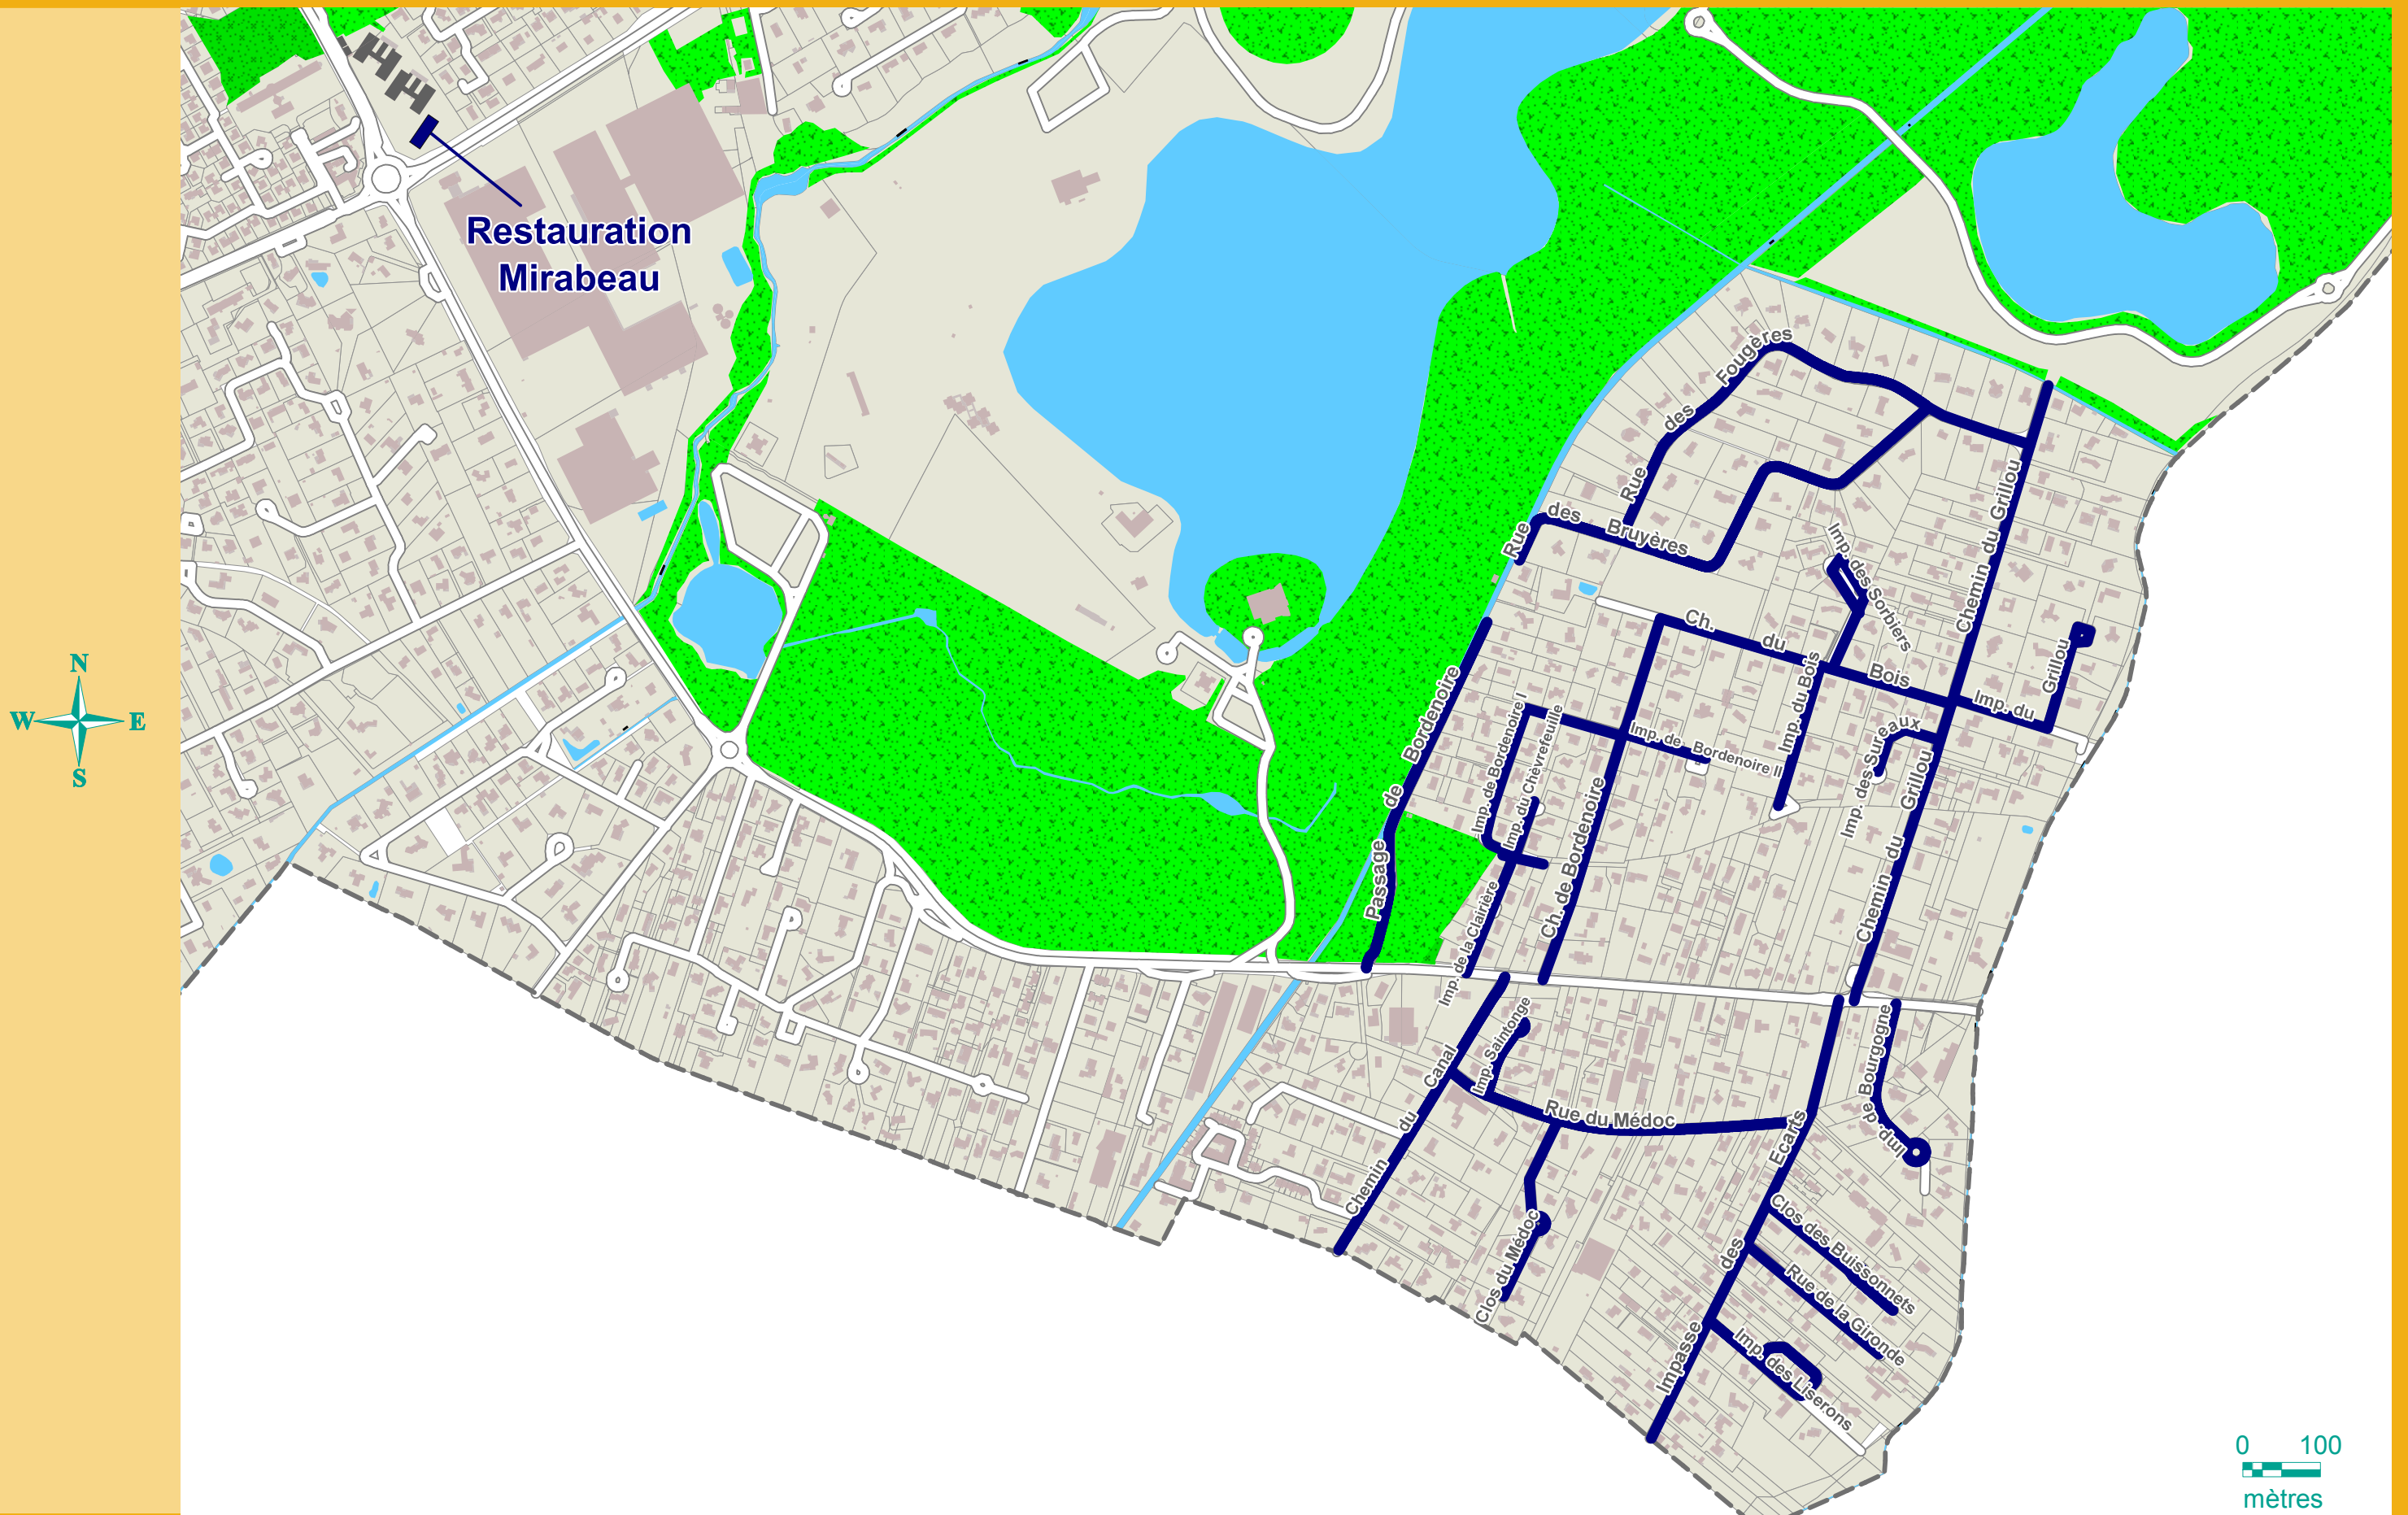 Restauration
Mirabeau
N
W E
S
Rue des Fougères
Rue des Bruyères
Imp. des Sorbiers
Chemin du Grillou
Ch. du Bois
Imp. du Grillou
Imp. du Bois
Imp. des Sureaux
Passage de Bordenoire
Imp. de Bordenoire I
Imp. du Chèvrefeuille
Imp. de Bordenoire II
Ch. de Bordenoire
Chemin du Grillou
Imp. de la Clairière
Chemin du Canal
Imp. Saintonge
Rue du Médoc
Imp. de Bourgogne
Clos du Médoc
Impasse des Ecarts
Clos des Buissonnets
Rue de la Gironde
Imp. des Liserons
0 100
mètres